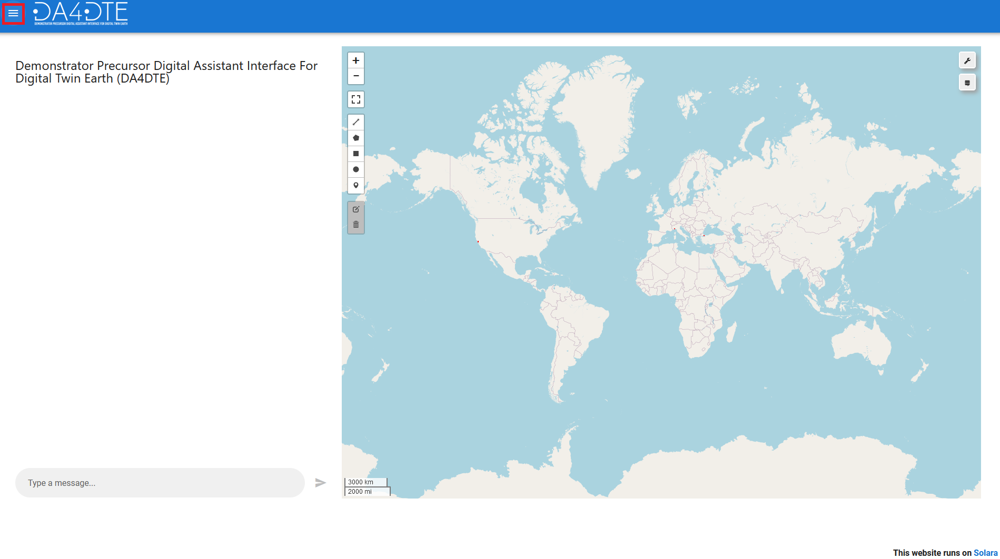 DA4DTE
DEMONSTRATOR PRECURSOR DIGITAL ASSISTANT INTERFACE FOR DIGITAL TWIN EARTH
Demonstrator Precursor Digital Assistant Interface For
Digital Twin Earth (DA4DTE)
+
−
Type a message...
3000 km
2000 mi
This website runs on Solara